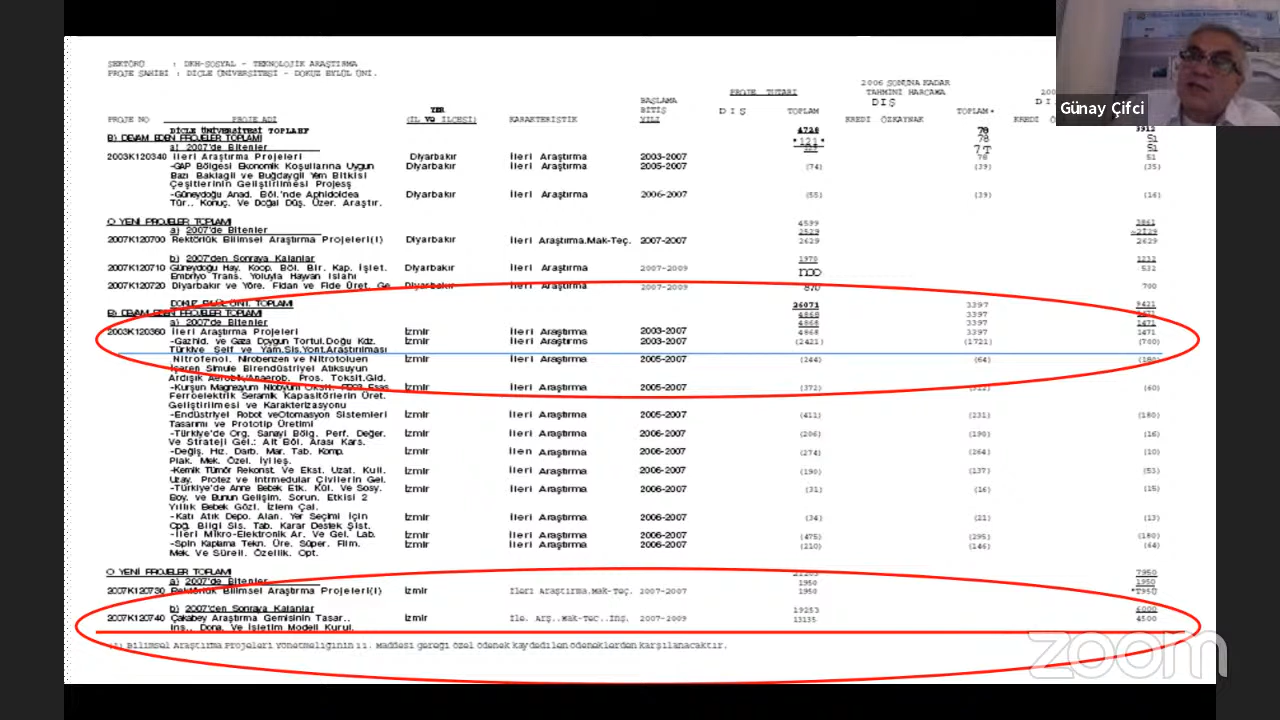 SEKTÖRÜ : DKH-SOSYAL - TEKNOLOJİK ARAŞTIRMA
PROJE SAHİBİ : DİCLE ÜNİVERSİTESİ - DOKUZ EYLÜL ÜNİ.
2006 SONUNA KADAR
PROJE TUTARI TAHMİNİ HARCAMA
BAŞLAMA DIŞ
YER BİTİŞ DIŞ TOPLAM
PROJE NO PROJE ADI (İL VE İLÇESİ) KARAKTERİSTİK YILI KREDİ ÖZKAYNAK TOPLAM KREDİ
Günay Çifci
DİCLE ÜNİVERSİTESİ TOPLAMI 4728 78 3912
B) DEVAM EDEN PROJELER TOPLAMI 78 51
a) 2007'de Bitenler 51
2003K120340 İleri Araştırma Projeleri Diyarbakır İleri Araştırma 2003-2007 78 51
-GAP Bölgesi Ekonomik Koşullarına Uygun Diyarbakır İleri Araştırma 2005-2007 (74) (39) (35)
Bazı Baklagil ve Buğdaygil Yem Bitkisi
Çeşitlerinin Geliştirilmesi
-Güneydoğu Anad. Böl.'nde Aphidoidea Diyarbakır İleri Araştırma 2006-2007 (55) (39) (16)
Tür., Konuç. Ve Doğal Düş. Üzer. Araştır.
YENİ PROJELER TOPLAMI 4599 3861
a) 2007'de Bitenler 2629
2007K120700 Rektörlük Bilimsel Araştırma Projeleri(1) Diyarbakır İleri Araştırma.Mak-Teç. 2007-2007 2629 2629
b) 2007'den Sonraya Kalanlar 1970 1232
2007K120710 Güneydoğu Hay. Koop. Böl. Bir. Kap. İşlet. Diyarbakır İleri Araştırma 2007-2009 532
Embriyo Trans. Yoluyla Hayvan Islahı
2007K120720 Diyarbakır ve Yöre. Fidan ve Fide Üret. Ge. Diyarbakır İleri Araştırma 2007-2009 870 700
DOKUZ EYLÜL ÜNİ. TOPLAMI 26071 3397 9421
B) DEVAM EDEN PROJELER TOPLAMI 4868 3397 1471
a) 2007'de Bitenler 4868 3397 1471
2003K120360 İleri Araştırma Projeleri İzmir İleri Araştırma 2003-2007 4868 3397 1471
-Gazhid. ve Gaza Doygun Tortul.Doğu Kdz. İzmir İleri Araştırma 2003-2007 (2421) (1721) (700)
Türkiye Şelf ve Yam.Sis.Yönt.Araştırılması
Nitrofenol, Nirobenzen ve Nitrotoluen İzmir İleri Araştırma 2005-2007 (244) (64) (180)
İçeren Simule Birendüstriyel Atıksuyun
Ardışık Aerobik/Anaerob. Pros. Toksit.Gid.
-Kurşun Magnezyum Niobyum Oksit İzmir İleri Araştırma 2005-2007 (372) (60)
Ferroelektrik Seramik Kapasitörlerin Üret.
Geliştirilmesi ve Karakterizasyonu
-Endüstriyel Robot veOtomasyon Sistemleri İzmir İleri Araştırma 2005-2007 (411) (231) (180)
Tasarımı ve Prototip Üretimi
-Türkiye'de Org. Sanayi Bölg. Perf. Değer. İzmir İleri Araştırma 2006-2007 (206) (190) (16)
Ve Strateji Gel.: Alt Böl. Arası Kars.
-Değiş. Hız. Darb. Mar. Tab. Komp. İzmir İlen Araştırma 2006-2007 (274) (264) (10)
Plak. Mek. Özel. İyileş.
-Kemik Tümör Rekonst. Ve Ekst. Uzat. Kull. İzmir İleri Araştırma 2006-2007 (190) (137) (53)
Uzay. Protez ve Intrmedular Çivilerin Gel.
-Türkiye'de Anne Bebek Etk. Kül. Ve Sosy. İzmir İleri Araştırma 2006-2007 (31) (16) (15)
Boy. ve Bunun Gelişim. Sorun. Etkisi 2
Yıllık Bebek Gözl. İzlem Çal.
-Katı Atık Depo. Alan. Yer Seçimi İçin İzmir İleri Araştırma 2006-2007 (34) (21) (13)
Coğ. Bilgi Sis. Tab. Karar Destek Sist.
-İleri Mikro-Elektronik Ar. Ve Gel. Lab. İzmir İleri Araştırma 2006-2007 (475) (295) (180)
-Spin Kaplama Tekn. Üre. Süper. Film. İzmir İleri Araştırma 2006-2007 (210) (146) (64)
Mek. Ve Süreil. Özellik. Opt.
YENİ PROJELER TOPLAMI 7950
a) 2007'de Bitenler 1950 1950
2007K120730 Rektörlük Bilimsel Araştırma Projeleri(1) İzmir İleri Araştırma.Mak-Teç. 2007-2007 1950 1950
b) 2007'den Sonraya Kalanlar 19253 6000
2007K120740 Çakabey Araştırma Gemisinin Tasar., İzmir İle. Arş..Mak-Tec..İnş. 2007-2009 13135 4500
İnş., Dona. Ve İşletim Modeli Kurul.
Bilimsel Araştırma Projeleri Yönetmeliğinin 11. Maddesi gereği özel ödenek kaydedilen ödeneklerden karşılanacaktır.
zoom